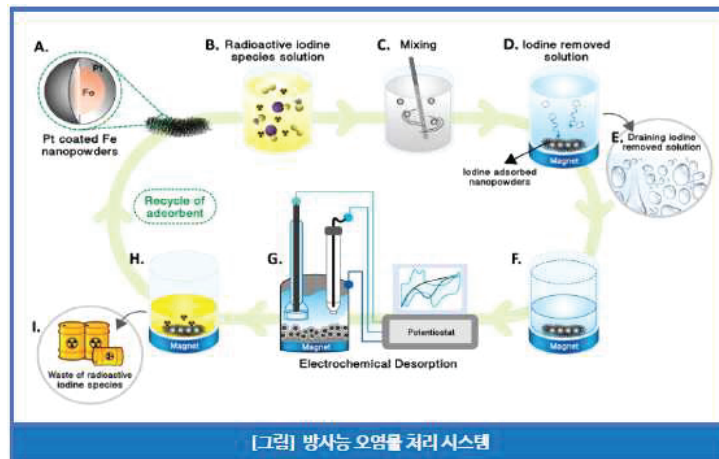 A.
Pt
Fe
Pt coated Fe
nanopowders
B. Radioactive iodine
species solution
C. Mixing
D. Iodine removed
solution
Iodine adsorbed
nanopowders
Magnet
E. Draining iodine
removed solution
Recycle of
adsorbent
F.
Magnet
G.
Potentiostat
Electrochemical Desorption
H.
Magnet
I.
Waste of radioactive
iodine species
[그림] 방사능 오염물 처리 시스템